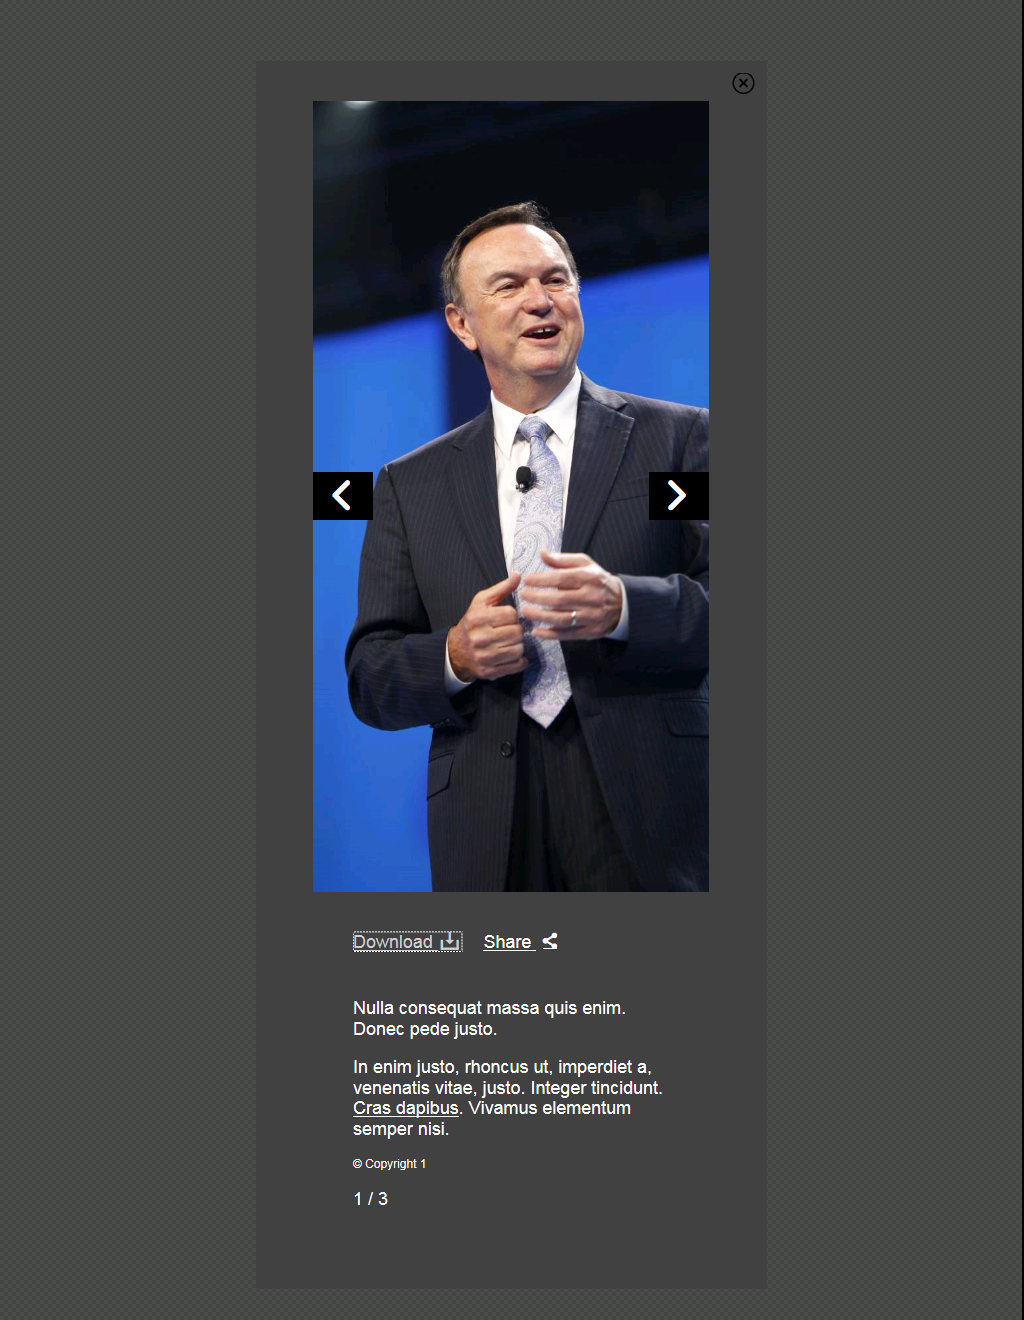 Download
Share
Nulla consequat massa quis enim.
Donec pede justo.
In enim justo, rhoncus ut, imperdiet a,
venenatis vitae, justo. Integer tincidunt.
Cras dapibus. Vivamus elementum
semper nisi.
© Copyright 1
1 / 3